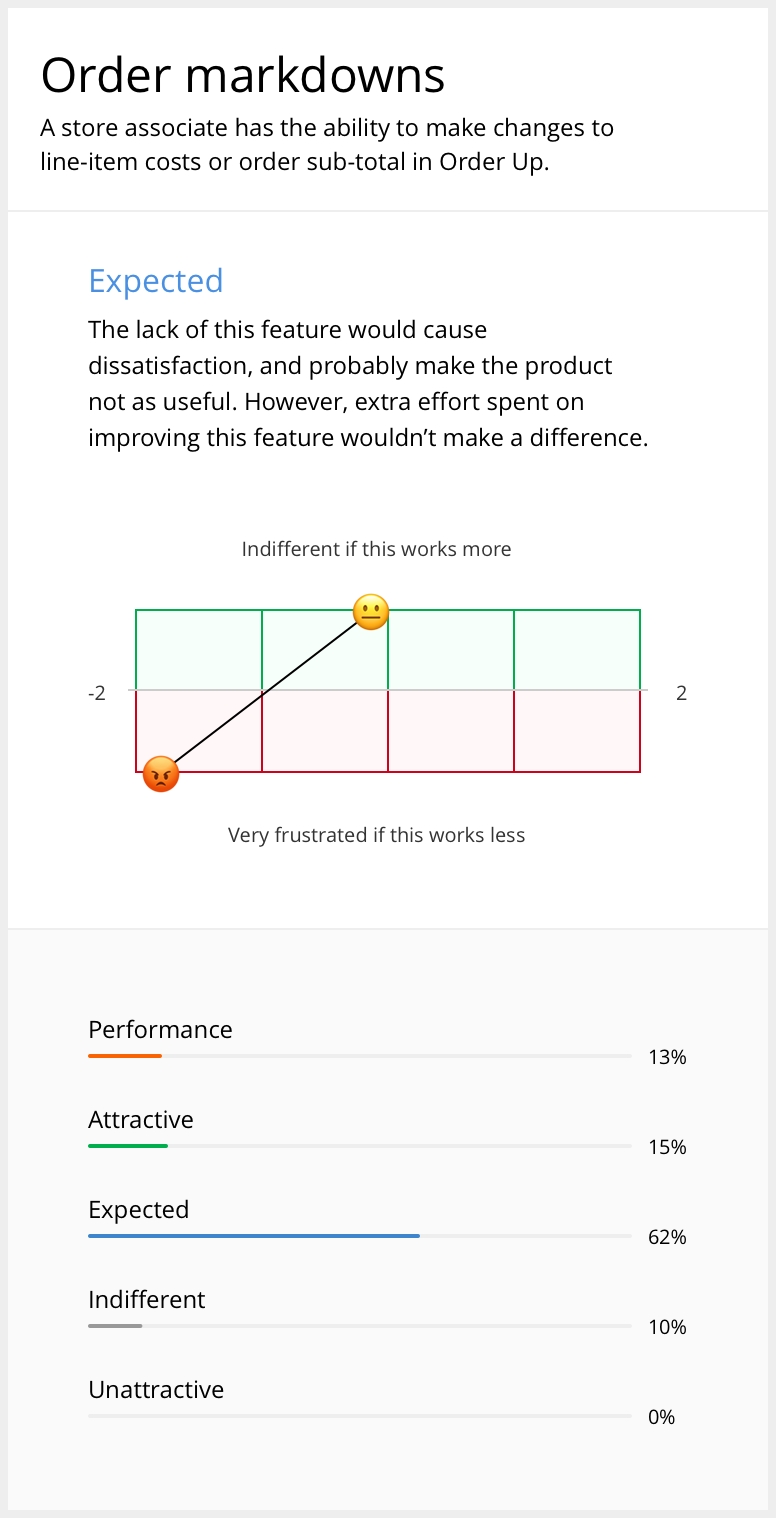 Order markdowns
A store associate has the ability to make changes to
line-item costs or order sub-total in Order Up.
Expected
The lack of this feature would cause
dissatisfaction, and probably make the product
not as useful. However, extra effort spent on
improving this feature wouldn’t make a difference.
Indifferent if this works more
-2
2
Very frustrated if this works less
Performance
13%
Attractive
15%
Expected
62%
Indifferent
10%
Unattractive
0%